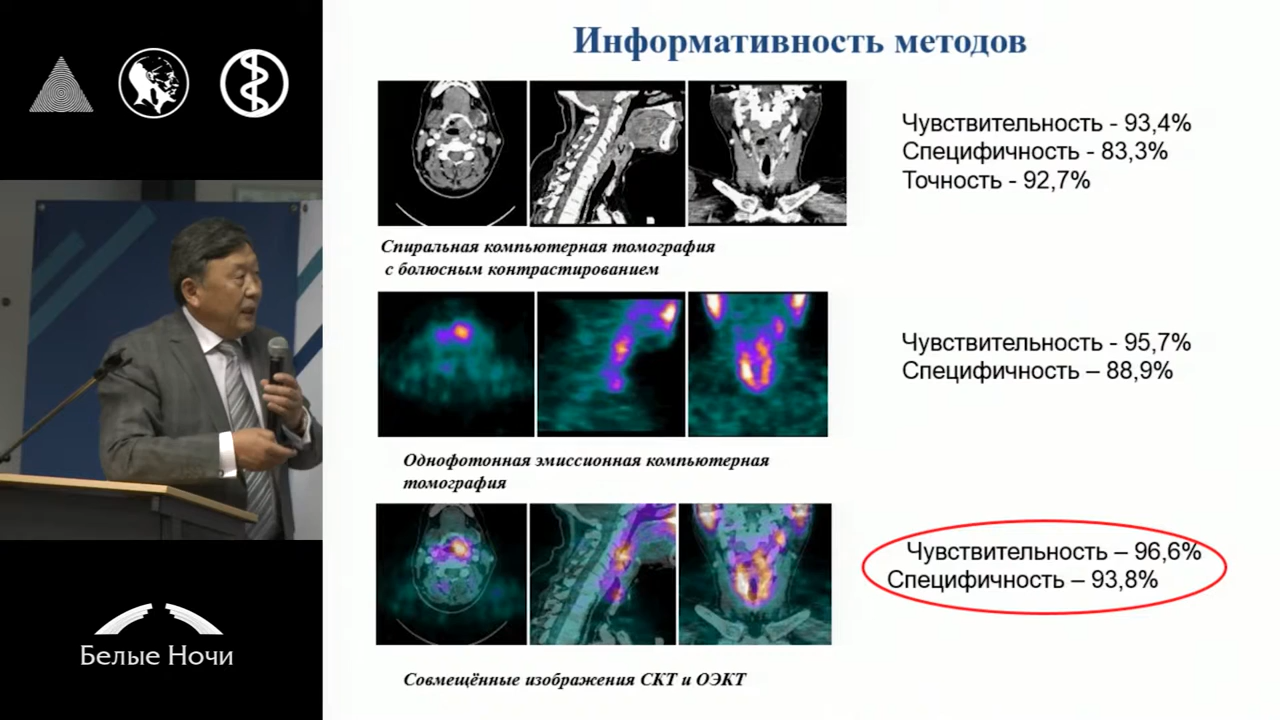 Информативность методов
Чувствительность - 93,4%
Специфичность - 83,3%
Точность - 92,7%
Спиральная компьютерная томография
с болюсным контрастированием
Чувствительность - 95,7%
Специфичность – 88,9%
Однофотонная эмиссионная компьютерная
томография
Чувствительность – 96,6%
Специфичность – 93,8%
Совмещённые изображения СКТ и ОЭКТ
Белые Ночи